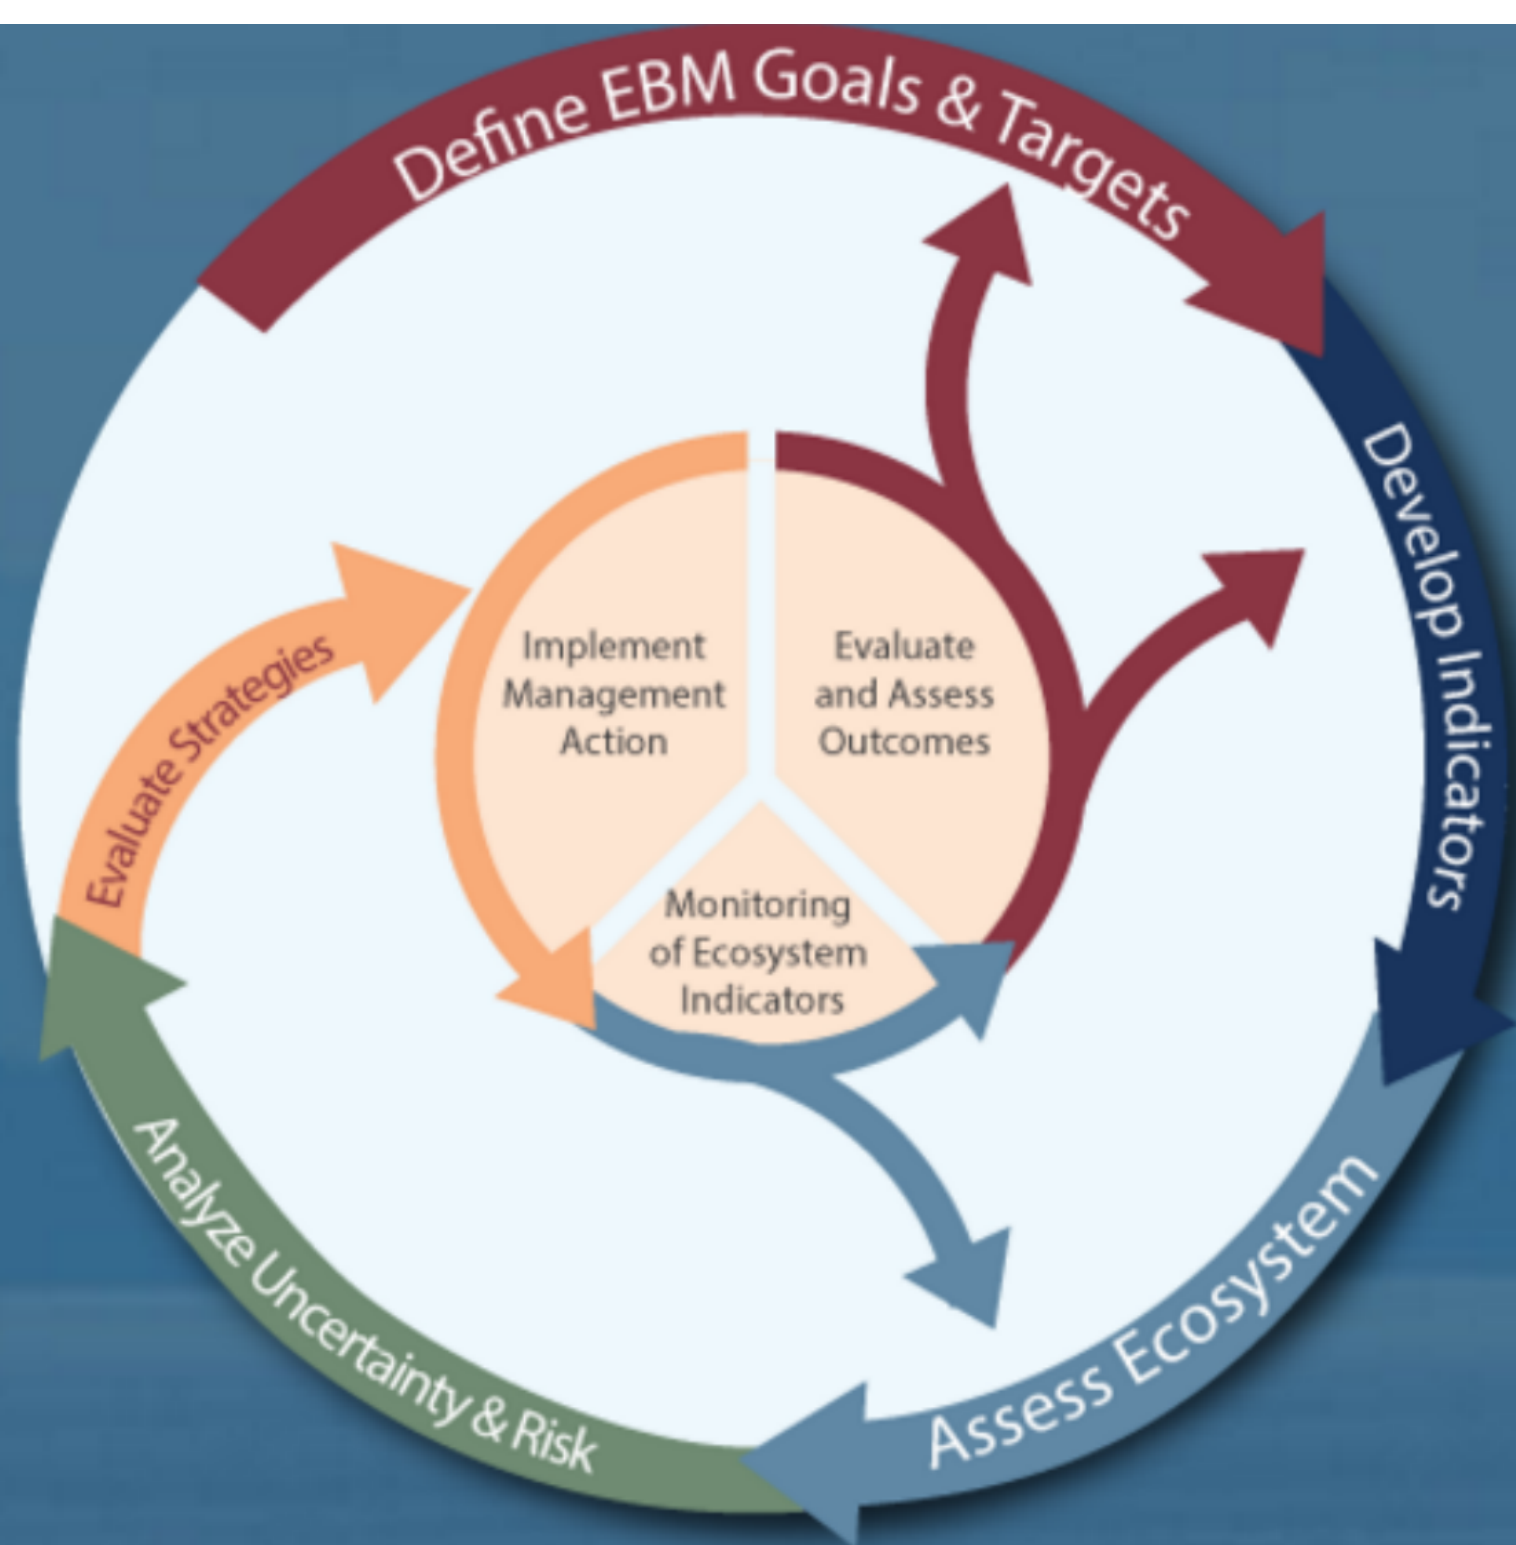 Define EBM Goals & Targets
Develop Indicators
Assess Ecosystem
Analyze Uncertainty & Risk
Evaluate Strategies
Implement
Management
Action
Evaluate
and Assess
Outcomes
Monitoring
of Ecosystem
Indicators